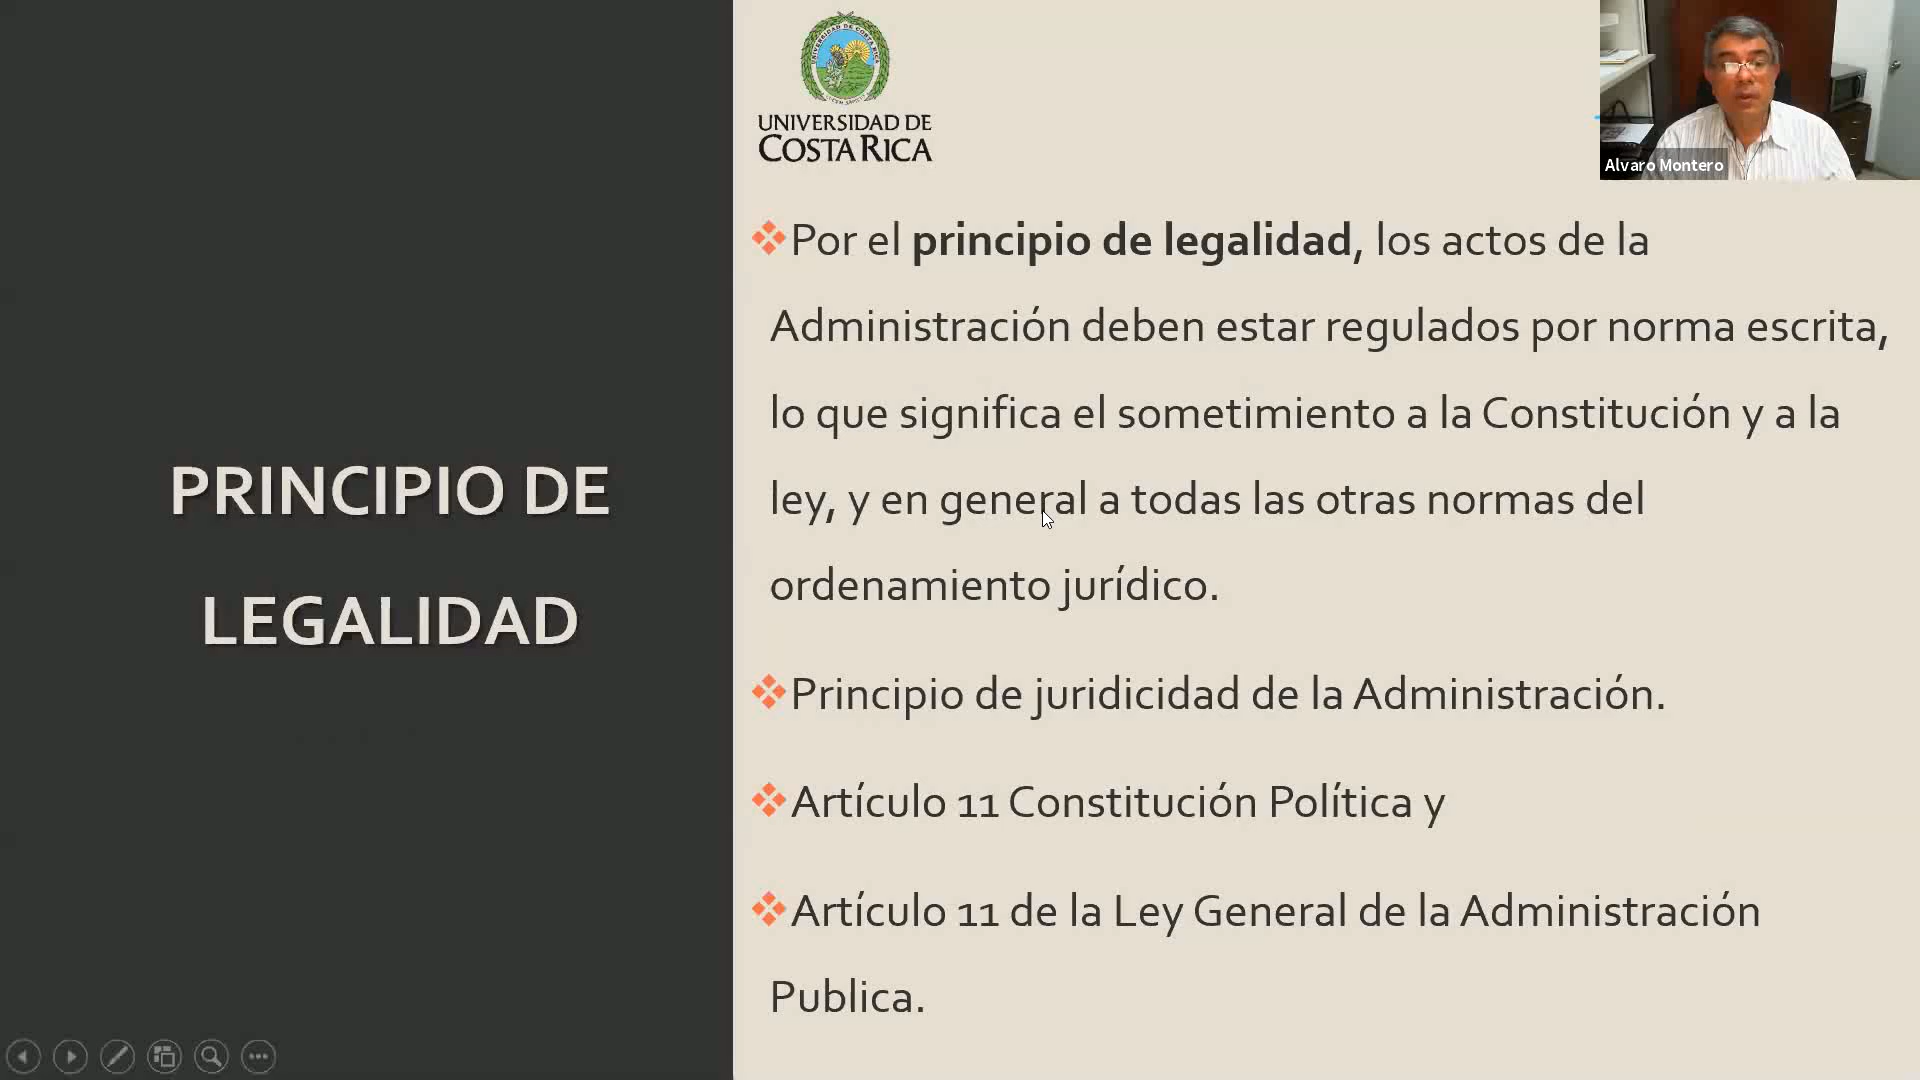 UNIVERSIDAD DE
COSTA RICA
Alvaro Montero
PRINCIPIO DE
LEGALIDAD
Por el principio de legalidad, los actos de la
Administración deben estar regulados por norma escrita,
lo que significa el sometimiento a la Constitución y a la
ley, y en general a todas las otras normas del
ordenamiento jurídico.
Principio de juridicidad de la Administración.
Artículo 11 Constitución Política y
Artículo 11 de la Ley General de la Administración
Publica.